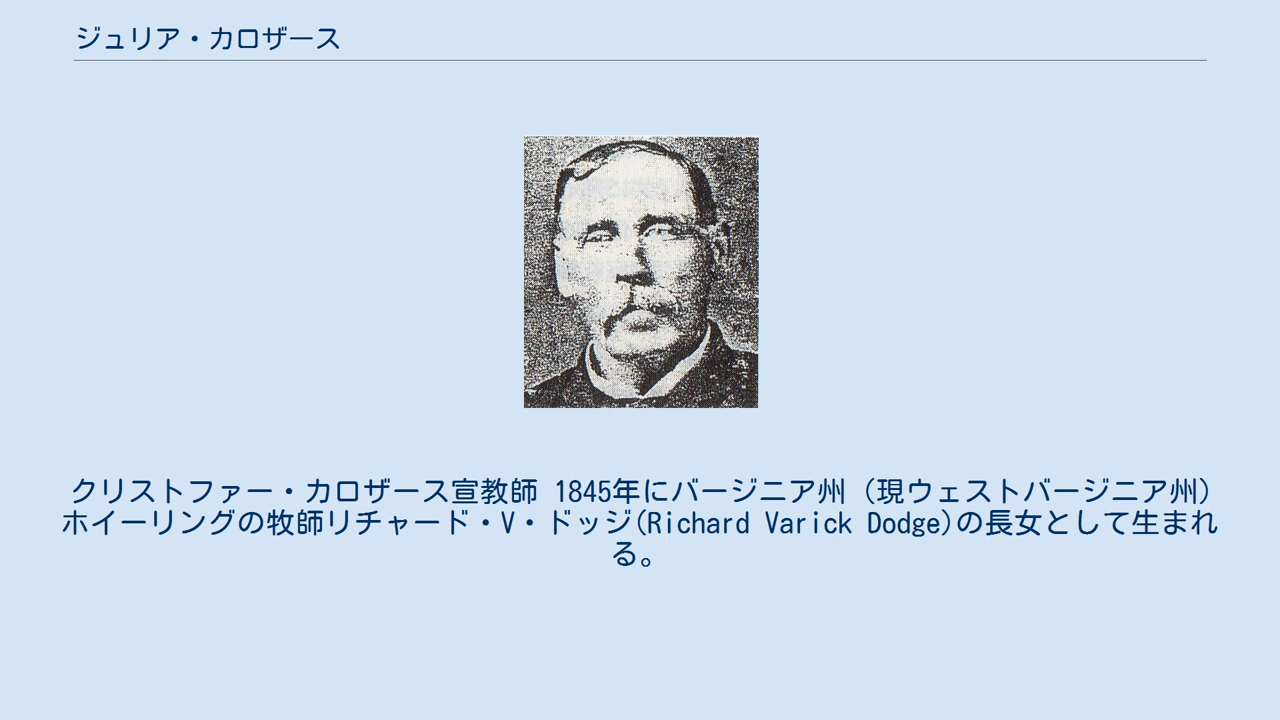 ジュリア・カロザース
クリストファー・カロザース宣教師 1845年にバージニア州（現ウェストバージニア州）
ホイーリングの牧師リチャード・V・ドッジ(Richard Varick Dodge)の長女として生まれ
る。